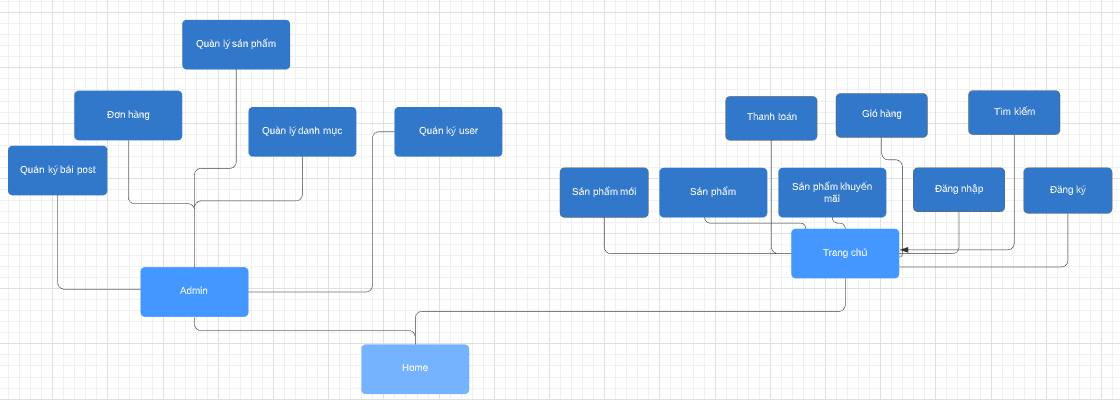 Quản lý sản phẩm
Đơn hàng
Quản lý danh mục
Quản ký user
Quản ký bài post
Admin
Home
Thanh toán
Giỏ hàng
Tìm kiếm
Sản phẩm mới
Sản phẩm
Sản phẩm khuyến
mãi
Đăng nhập
Đăng ký
Trang chủ